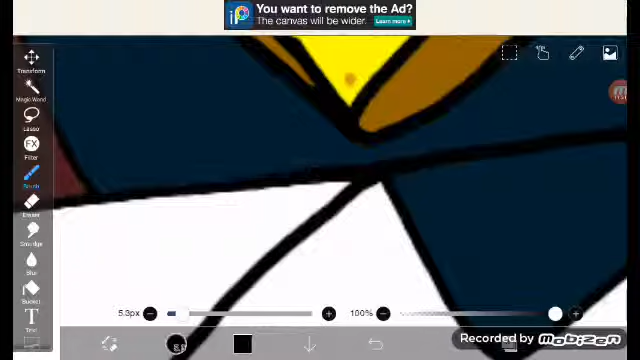 You want to remove the Ad?
The canvas will be wider.
Learn more
Transform
Magic Wand
Lasso
FX
Filter
Brush
Eraser
Smudge
Blur
Bucket
T
Text
5.3px
100%
Recorded by mobizen